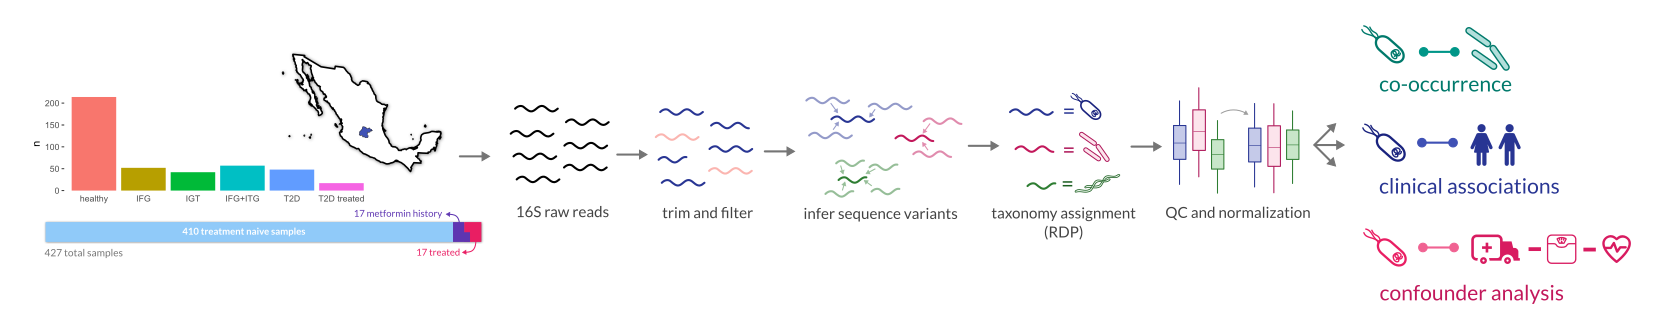 n
200
150
100
50
0
healthy
IFG
IGT
IFG+ITG
T2D
T2D treated
17 metformin history
410 treatment naive samples
427 total samples
17 treated
16S raw reads
trim and filter
infer sequence variants
taxonomy assignment
(RDP)
QC and normalization
co-occurrence
clinical associations
confounder analysis